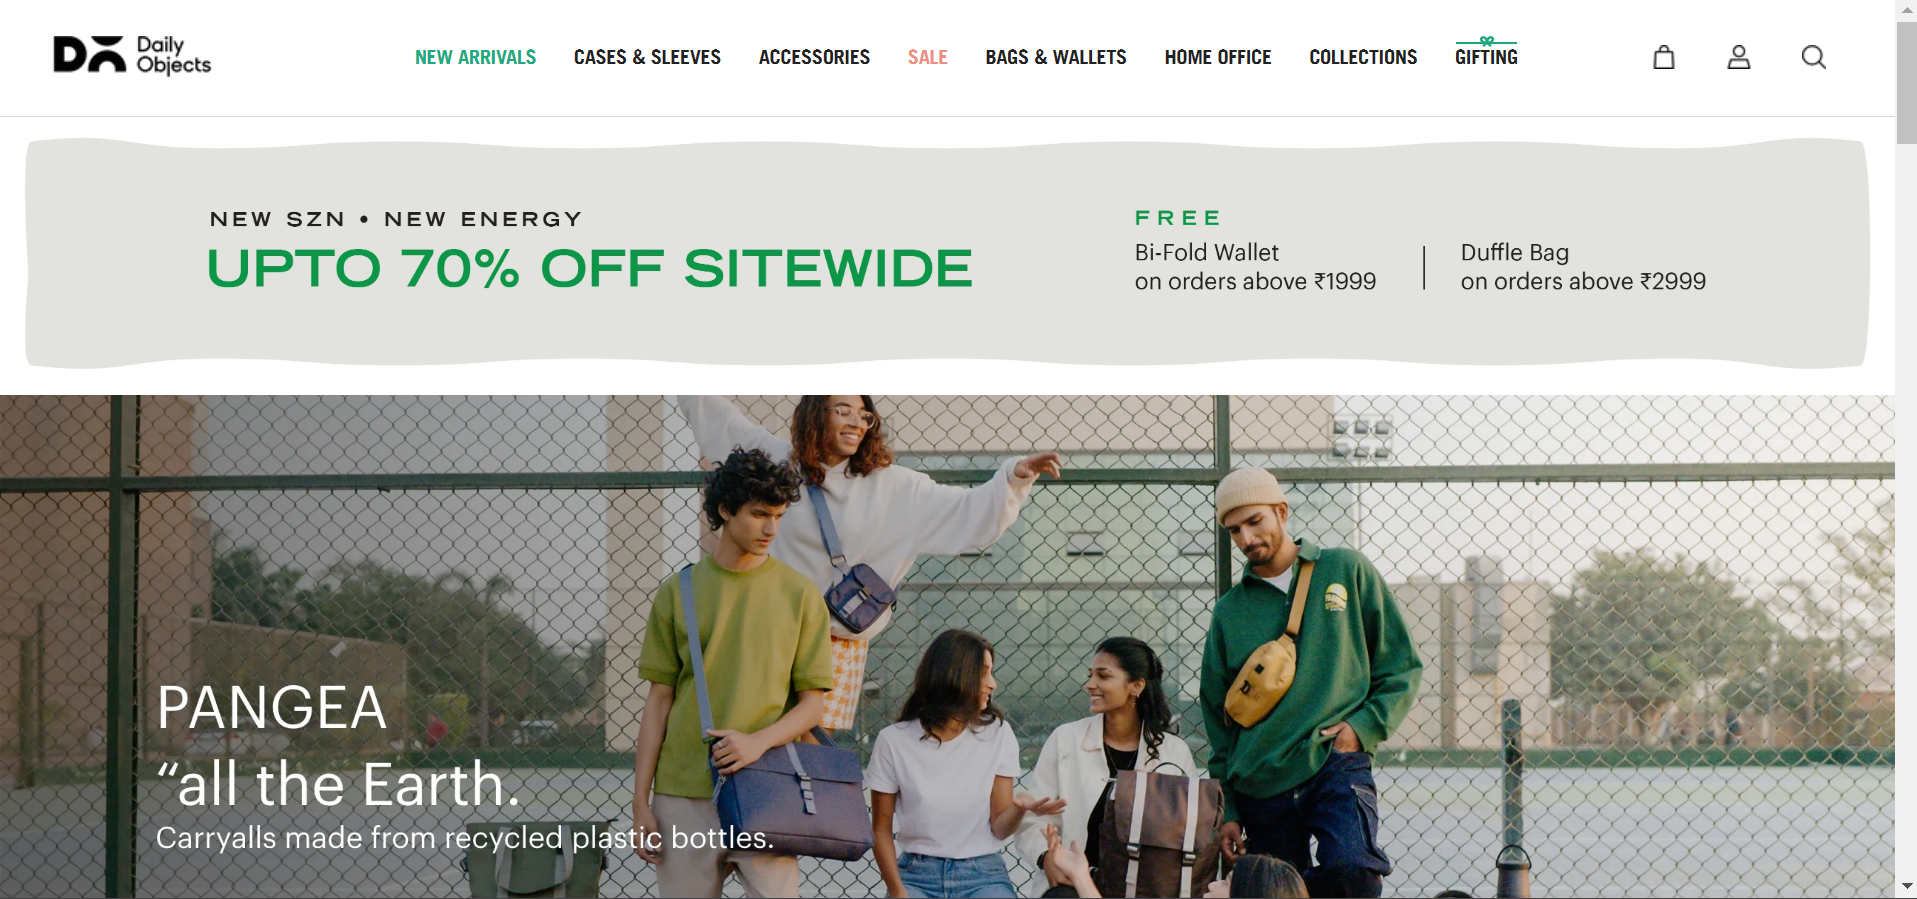 Daily
Objects
NEW ARRIVALS
CASES & SLEEVES
ACCESSORIES
SALE
BAGS & WALLETS
HOME OFFICE
COLLECTIONS
GIFTING
NEW SZN • NEW ENERGY
UPTO 70% OFF SITEWIDE
FREE
Bi-Fold Wallet
on orders above ₹1999
Duffle Bag
on orders above ₹2999
PANGEA
“all the Earth.
Carryalls made from recycled plastic bottles.